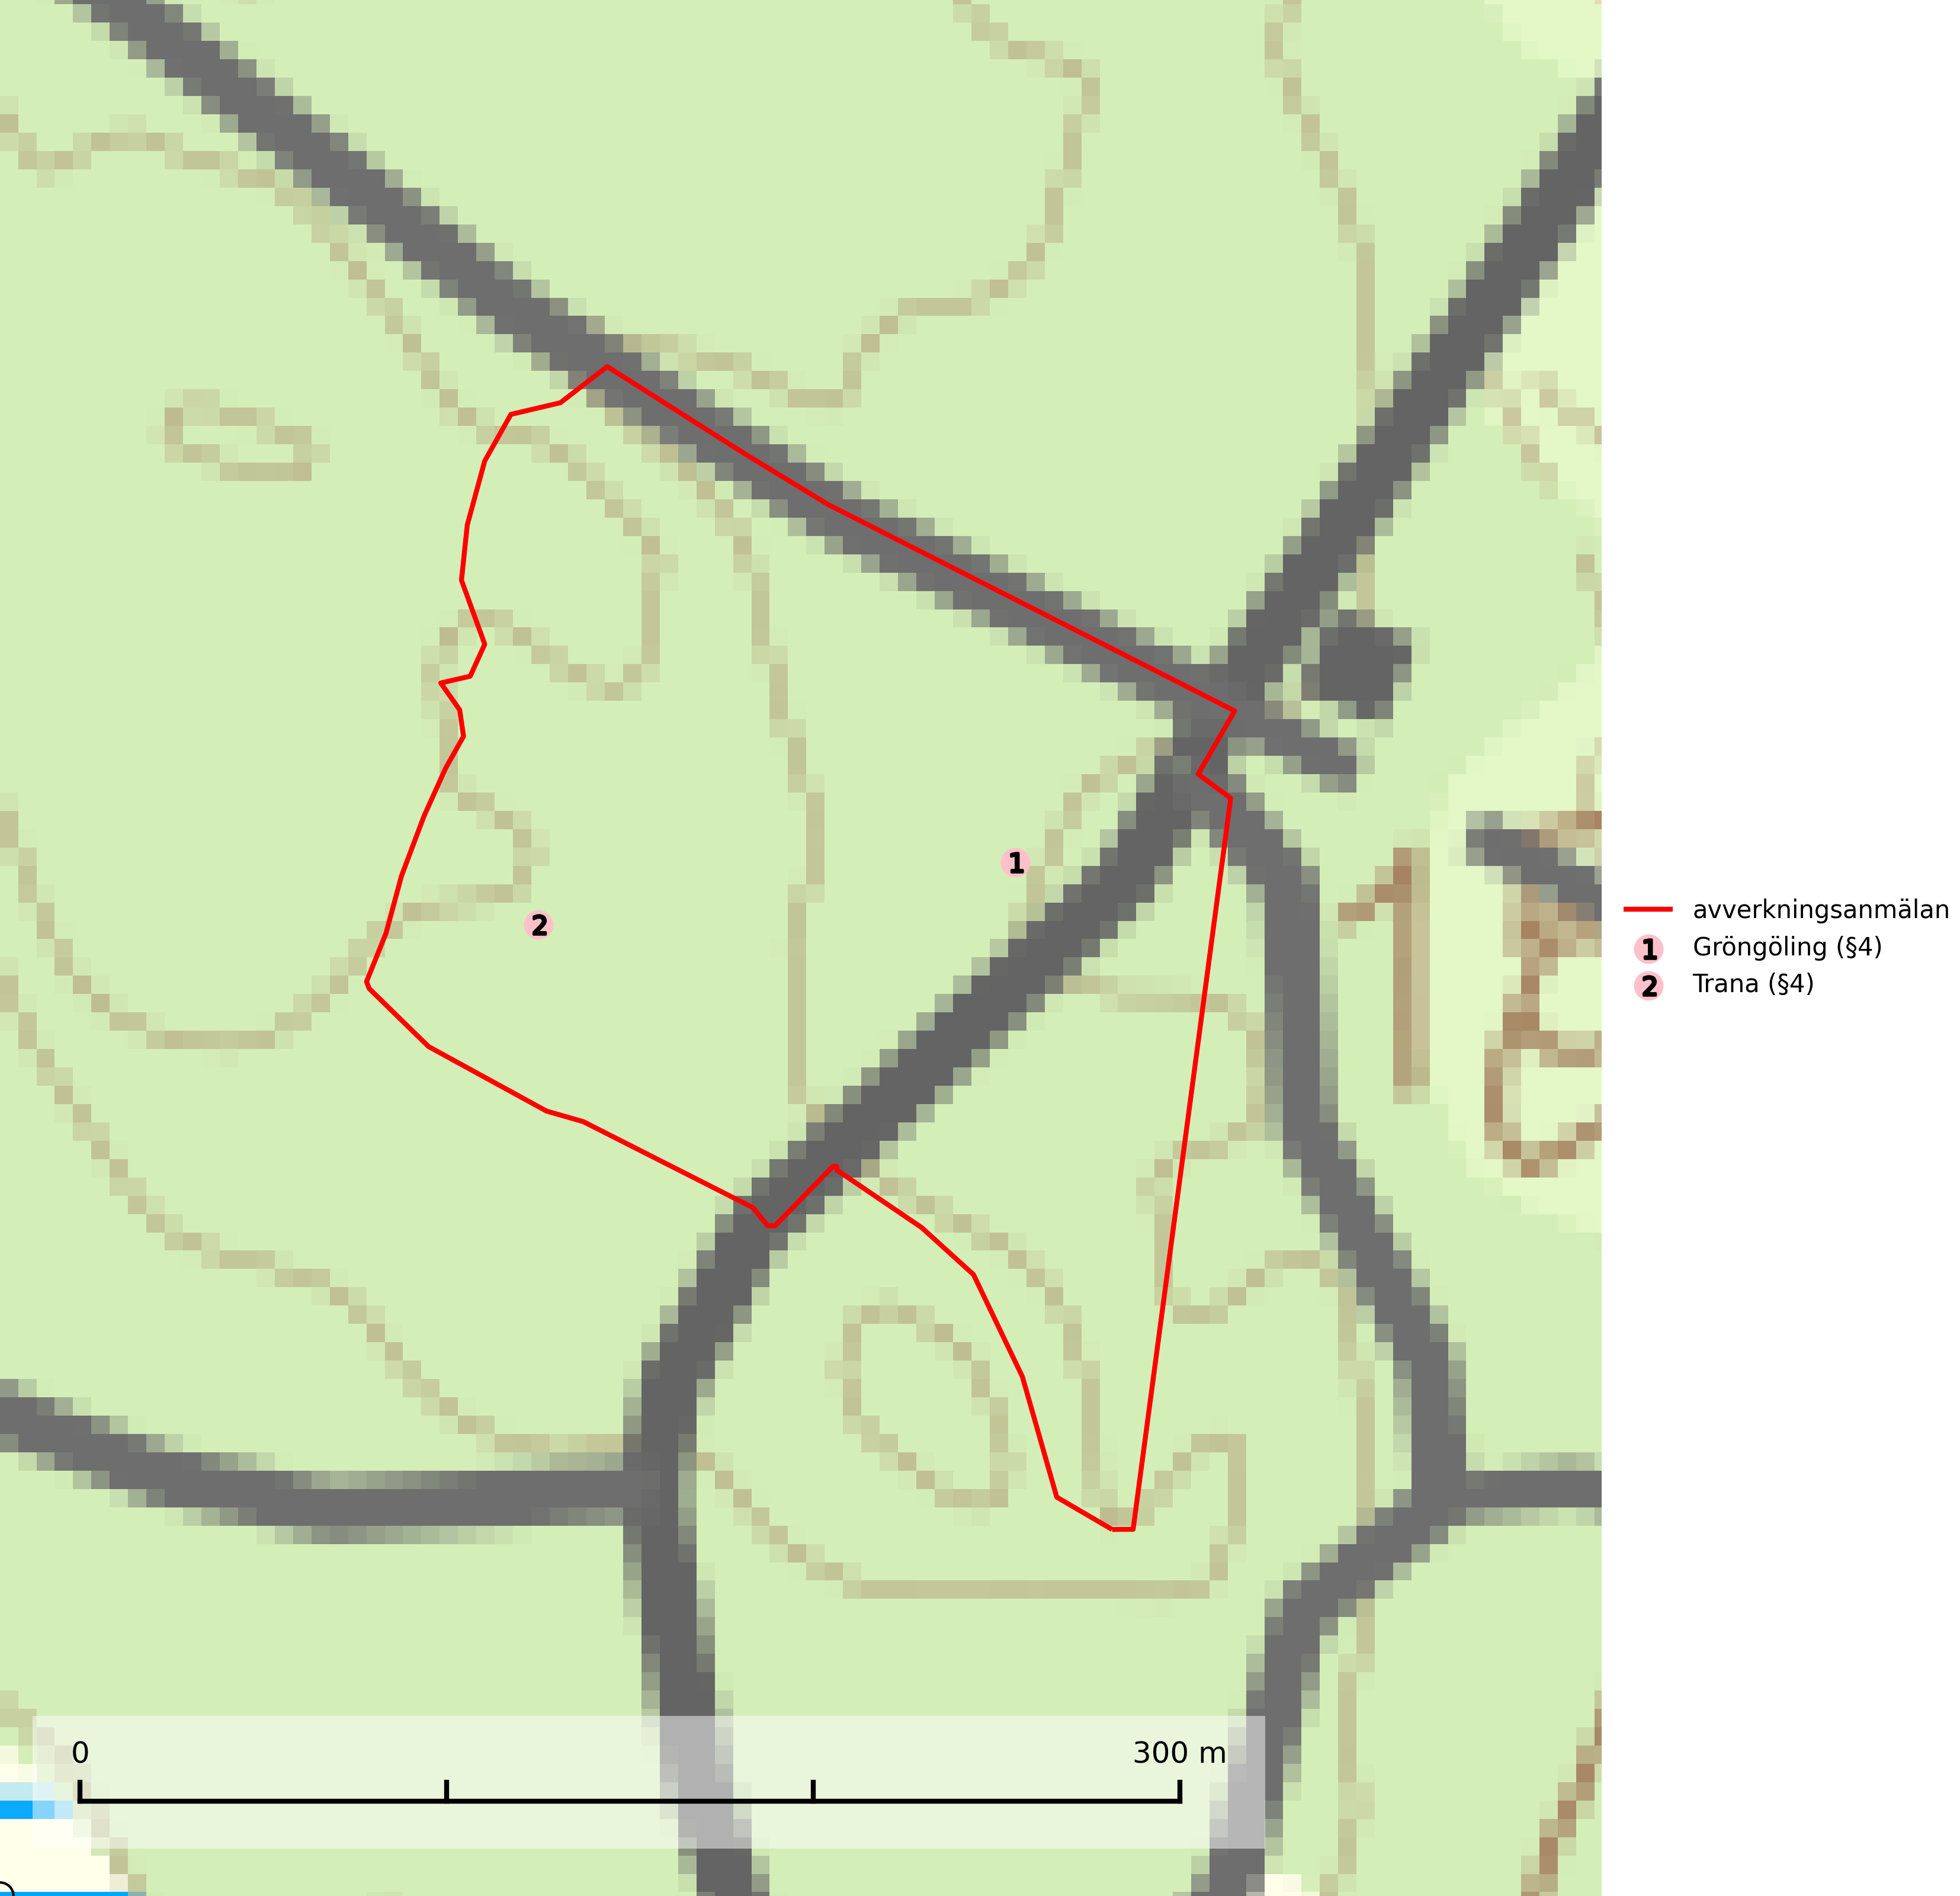 1
2
avverkningsanmälan
1 Gröngöling (§4)
2 Trana (§4)
0 300 m